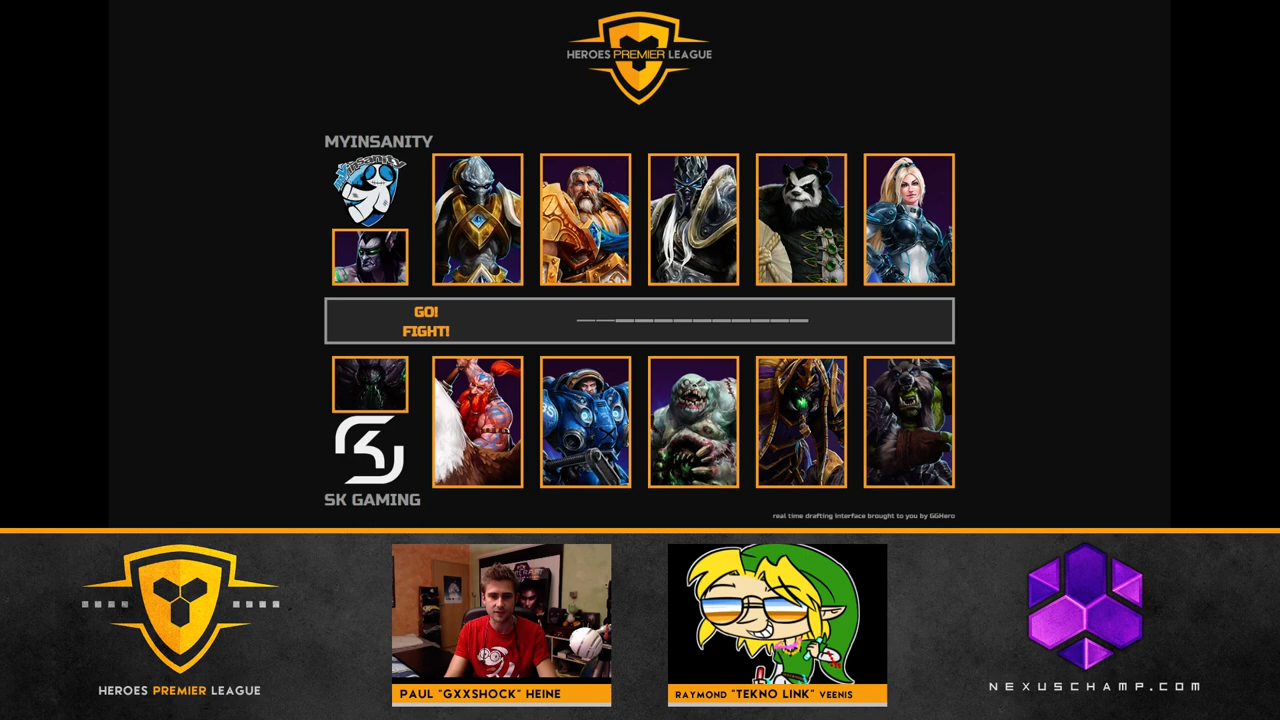 HEROES PREMIER LEAGUE
MYINSANITY
GO!
FIGHT!
SK GAMING
real time drafting interface brought to you by GGHero
HEROES PREMIER LEAGUE
PAUL "GXXSHOCK" HEINE
RAYMOND "TEKNO LINK" VEENIS
NEXUSCHAMP.COM